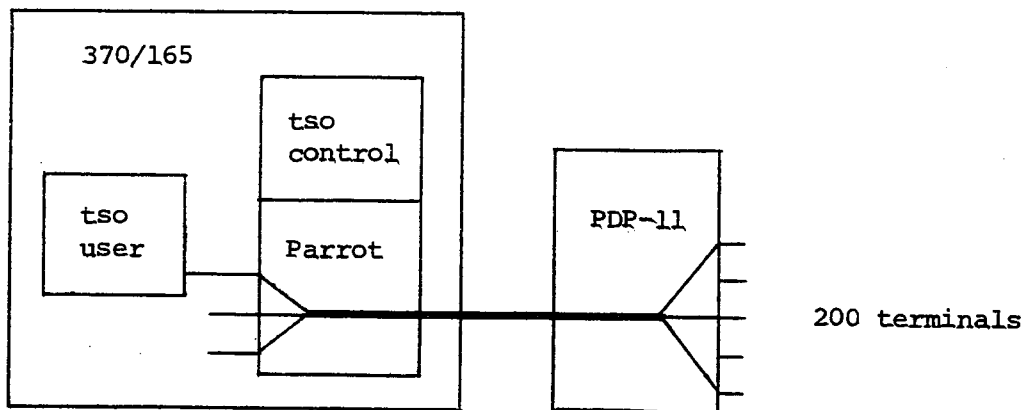 370/165
tso
control
tso
user
Parrot
PDP-11
200 terminals